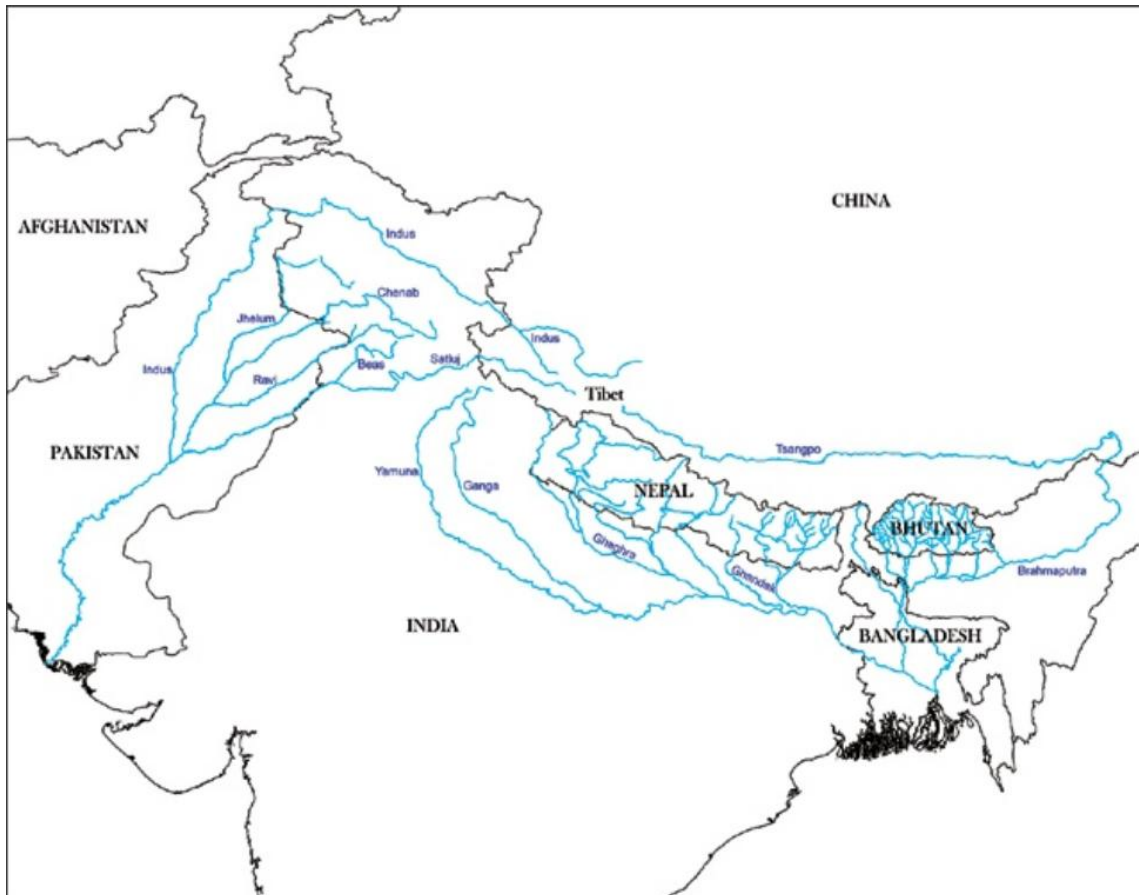 CHINA
AFGHANISTAN
Indus
Chenab
Jhelum
Indus
Satluj
Beas
Indus
Ravi
Tibet
PAKISTAN
Tsangpo
Yamuna
Ganga
NEPAL
BHUTAN
Ghaghra
Brahmaputra
Ghandak
INDIA
BANGLADESH